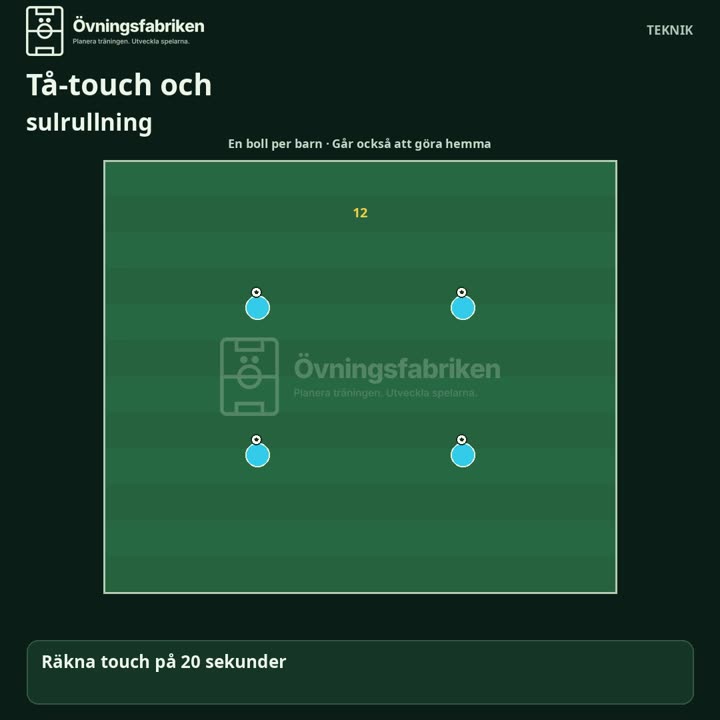 Övningsfabriken
Planera träningen. Utveckla spelarna.
TEKNIK
Tå-touch och
sulrullning
En boll per barn · Går också att göra hemma
12
Övningsfabriken
Planera träningen. Utveckla spelarna.
Räkna touch på 20 sekunder